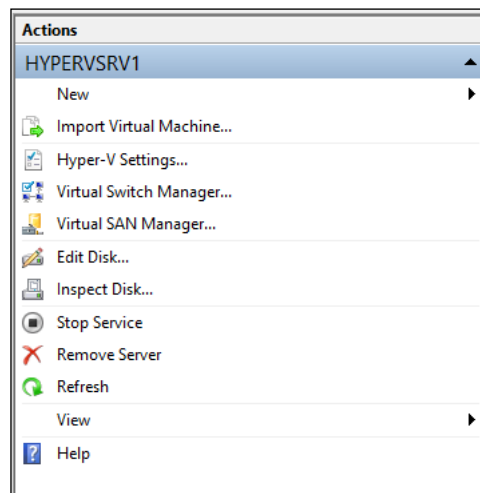 Actions
HYPERVSRV1
New
Import Virtual Machine...
Hyper-V Settings...
Virtual Switch Manager...
Virtual SAN Manager...
Edit Disk...
Inspect Disk...
Stop Service
Remove Server
Refresh
View
Help